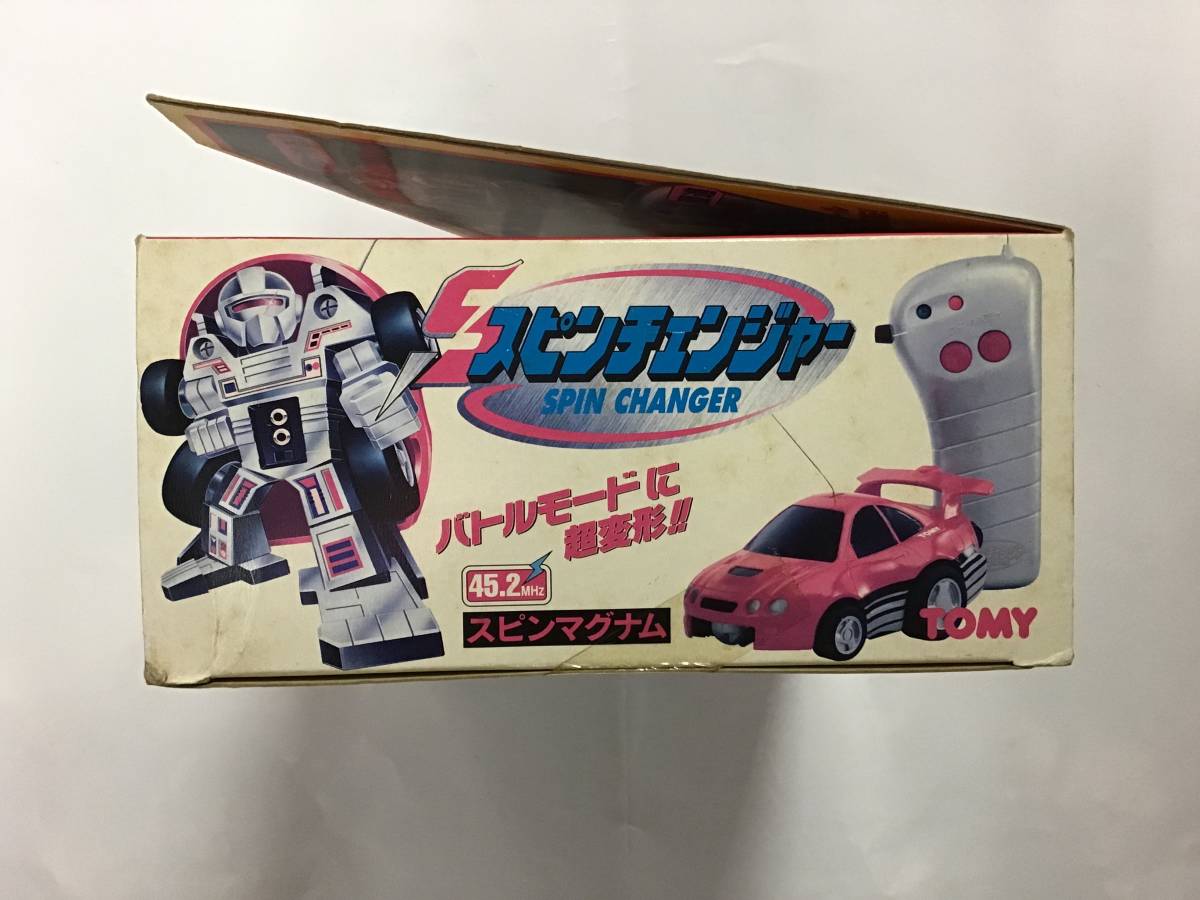 スピンチェンジャー
SPIN CHANGER
バトルモードに
超変形!!
45.2MHz
スピンマグナム
TOMY